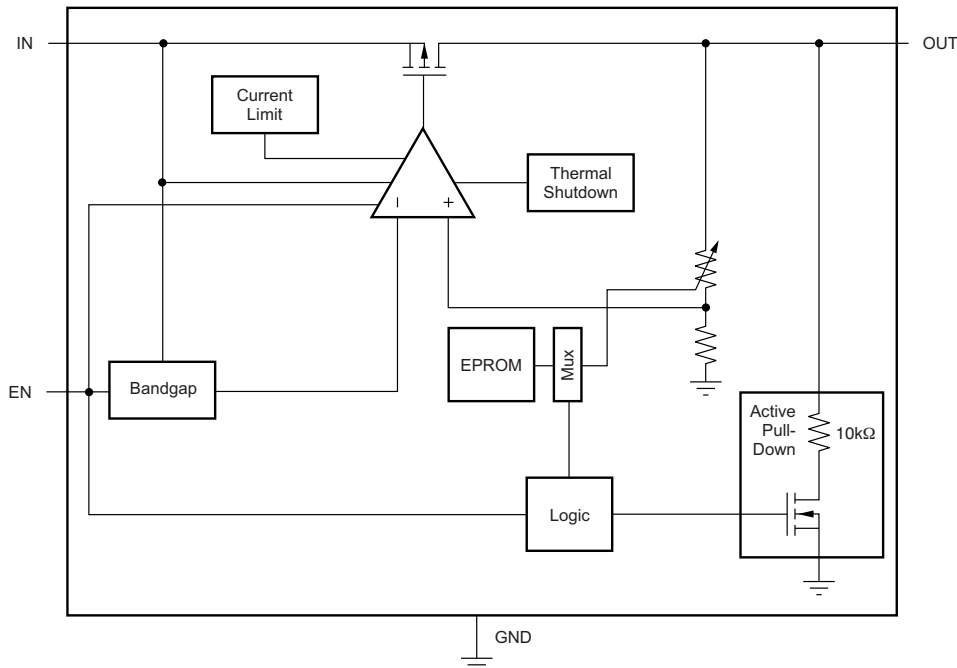 IN
OUT
Current
Limit
Thermal
Shutdown
− +
EPROM
Mux
EN
Bandgap
Active
Pull-
Down
10kΩ
Logic
GND